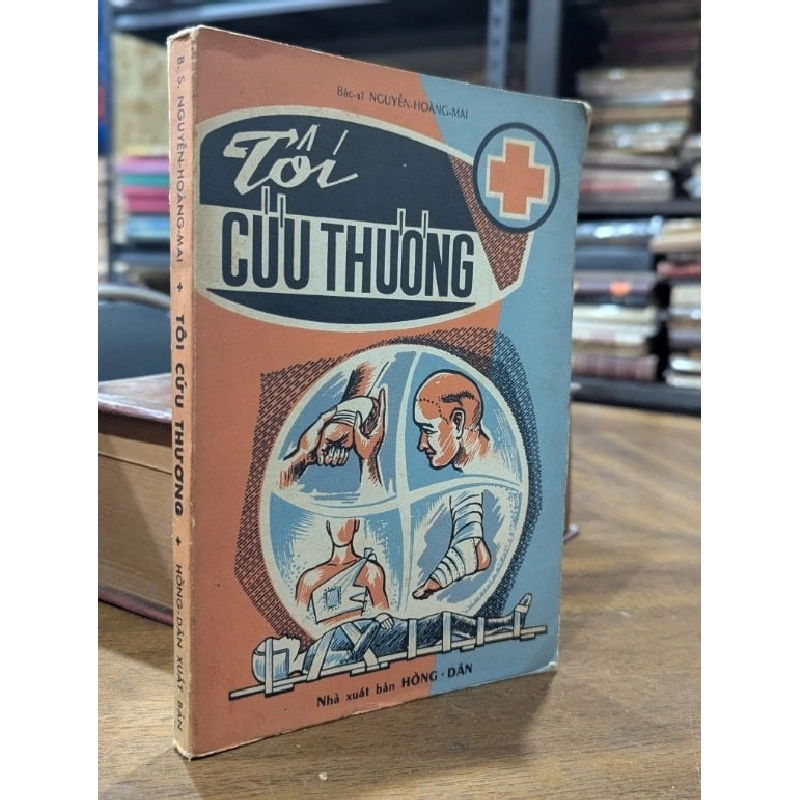 Bác-sĩ NGUYỄN-HOÀNG-MAI
Tôi
CỨU THƯƠNG
Nhà xuất bản HỒNG-DÂN
B. S. NGUYỄN-HOÀNG-MAI + TÔI CỨU THƯƠNG + HỒNG-DÂN XUẤT BẢN